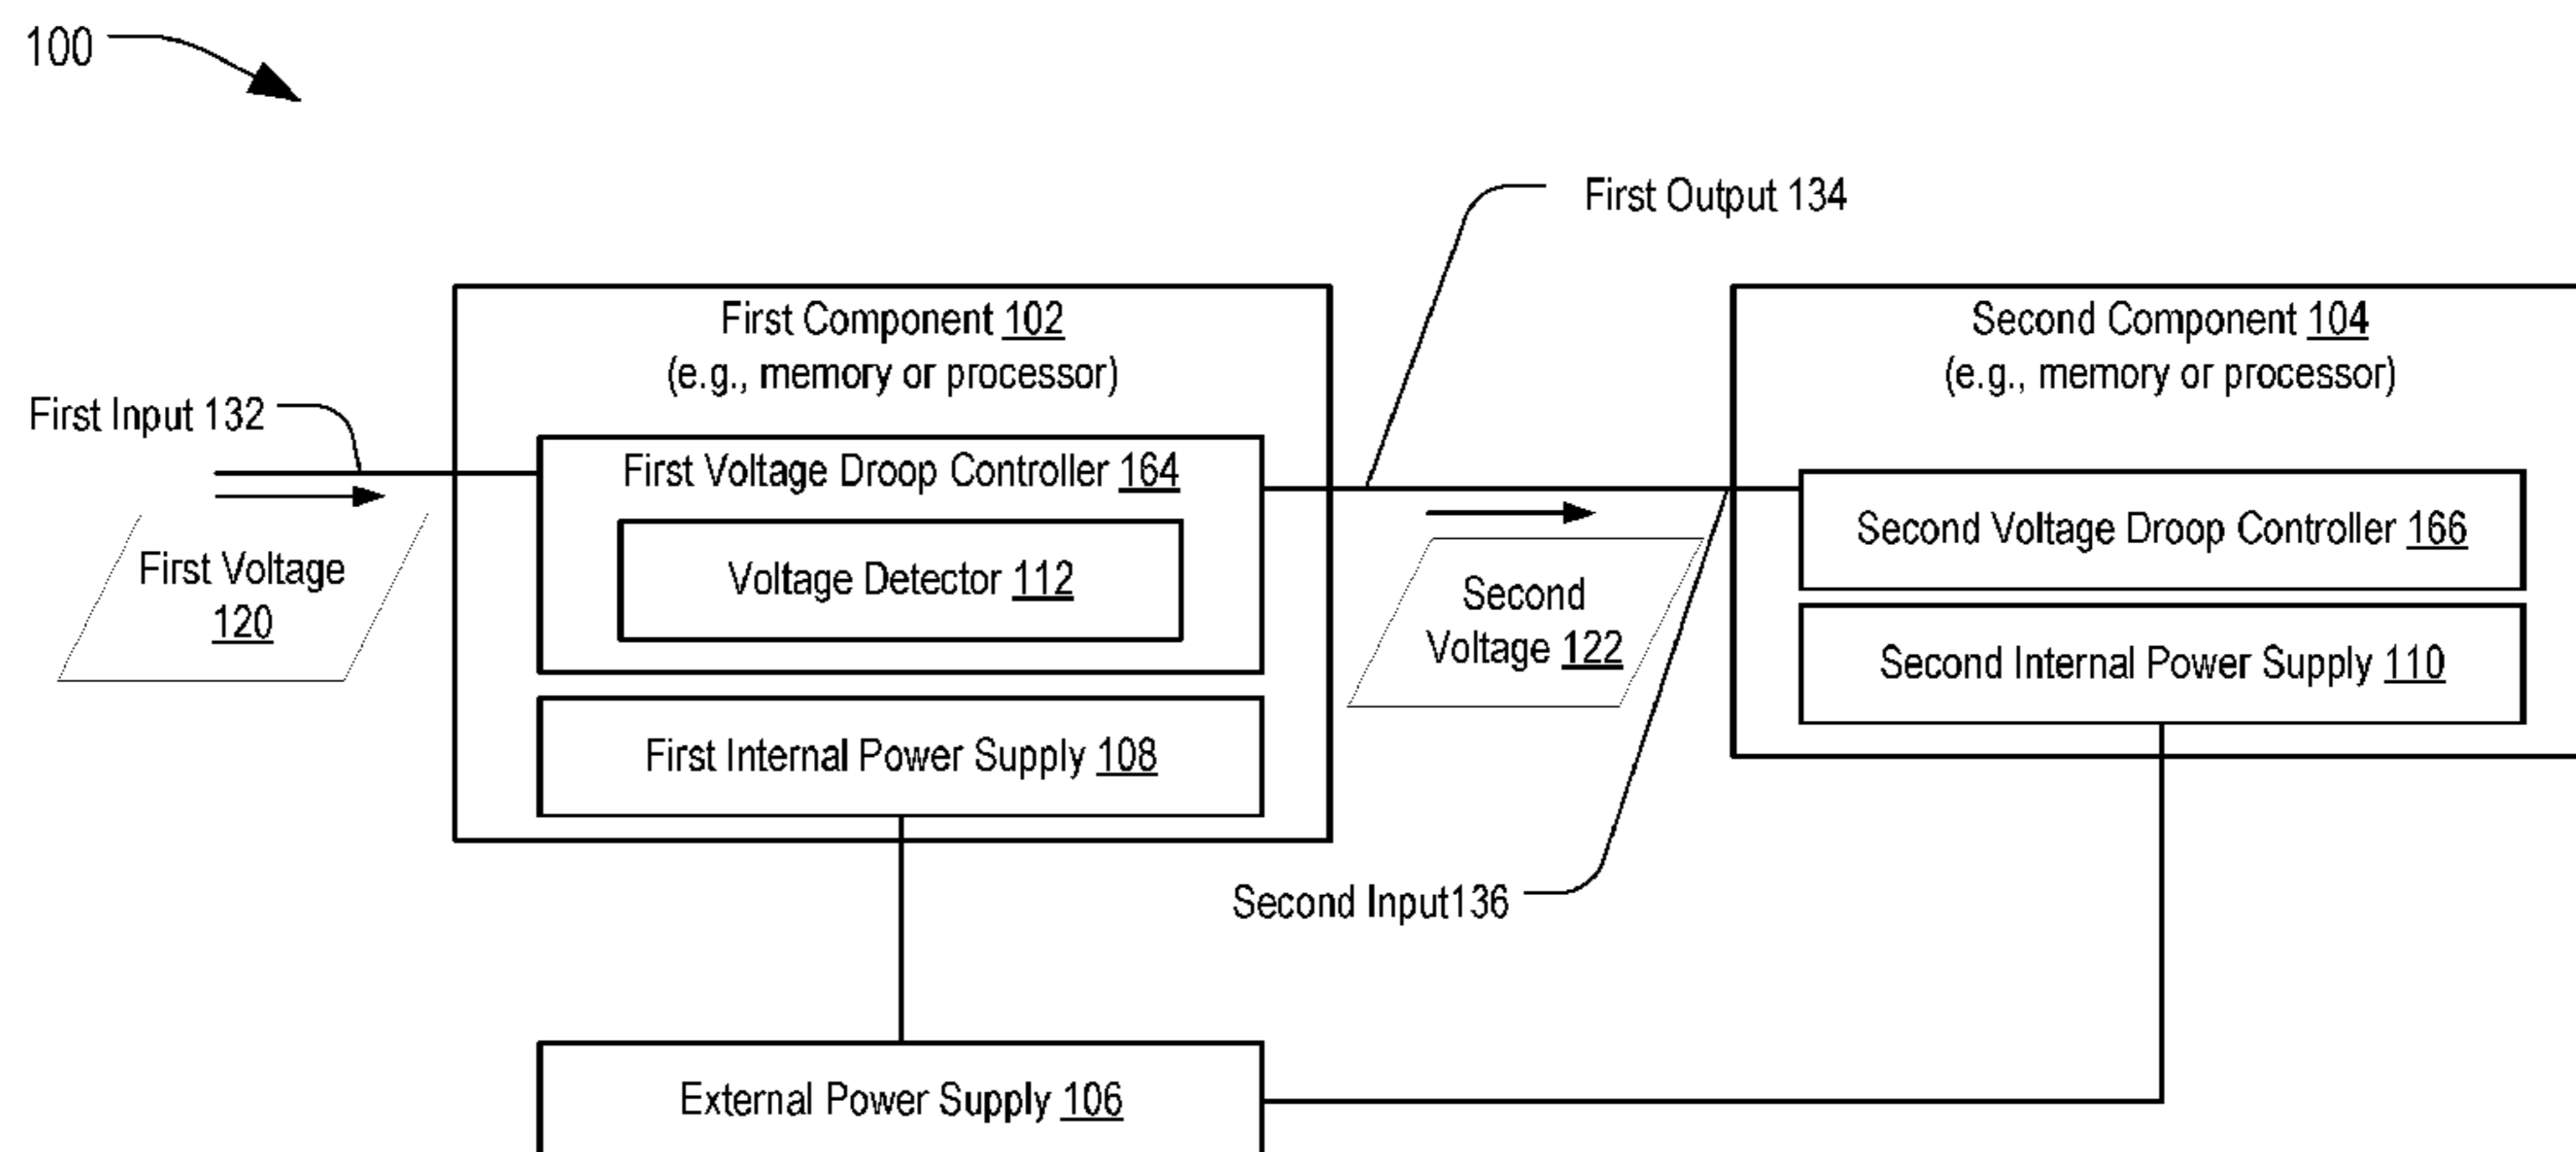 100
First Output 134
First Component 102
(e.g., memory or processor)
Second Component 104
(e.g., memory or processor)
First Input 132
First Voltage Droop Controller 164
Voltage Detector 112
First Voltage
120
Second Voltage Droop Controller 166
Second
Voltage 122
Second Internal Power Supply 110
First Internal Power Supply 108
Second Input136
External Power Supply 106